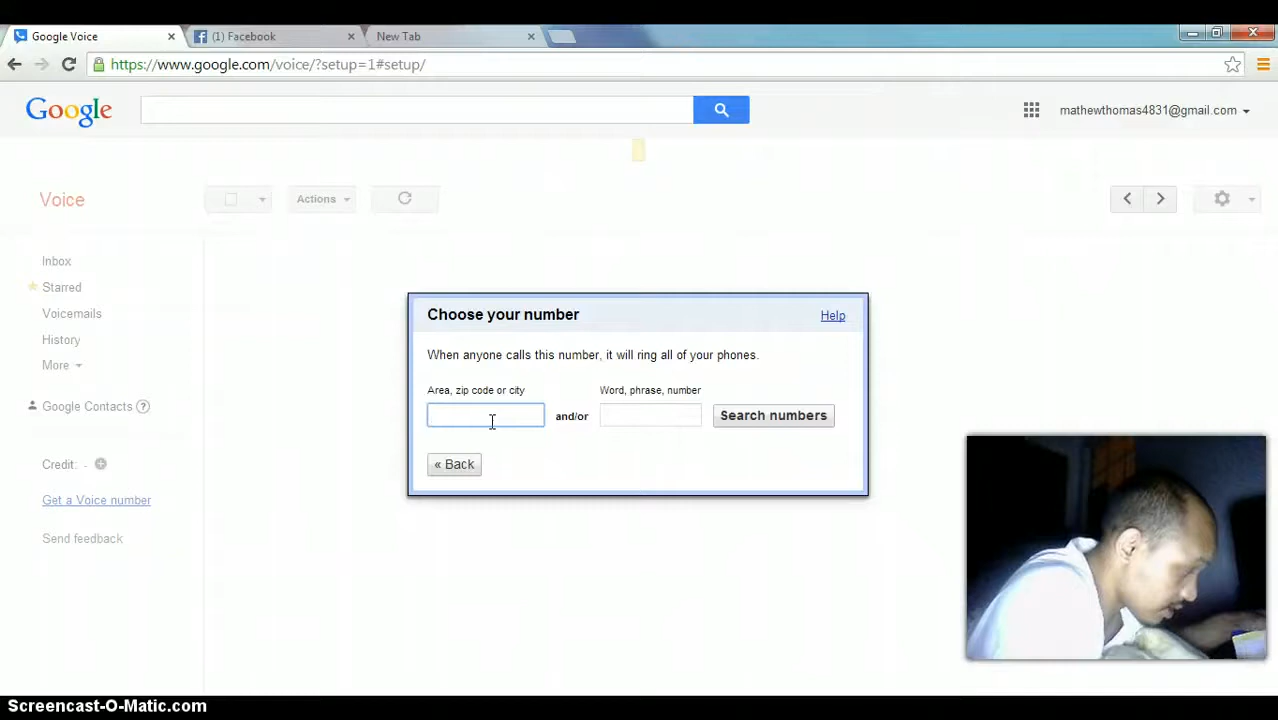 Google Voice
(1) Facebook
New Tab
https://www.google.com/voice/?setup=1#setup/
Google
mathewthomas4831@gmail.com
Voice
Actions
Inbox
Starred
Voicemails
History
More
Google Contacts ?
Credit: -
Get a Voice number
Send feedback
Choose your number Help
When anyone calls this number, it will ring all of your phones.
Area, zip code or city Word, phrase, number
and/or Search numbers
« Back
Screencast-O-Matic.com